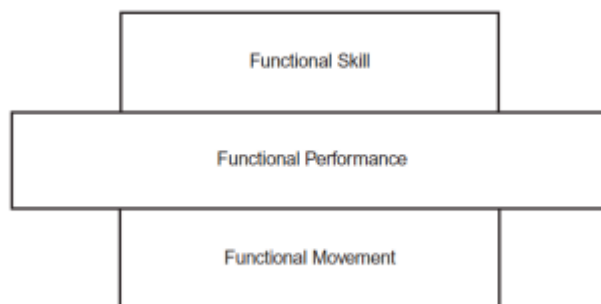 Functional Skill
Functional Performance
Functional Movement